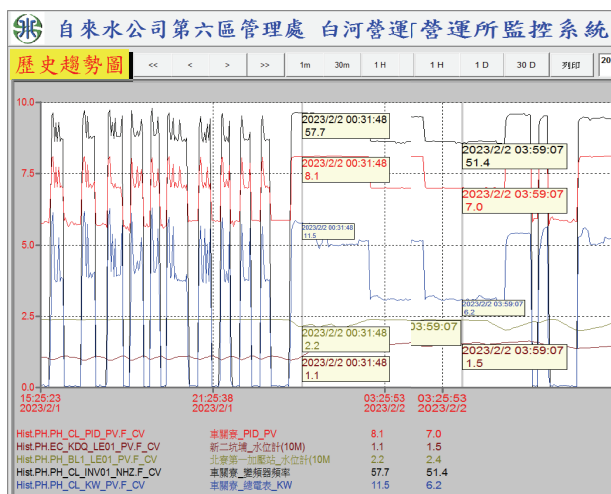 自來水公司第六區管理處 白河營運「營運所監控系統
歷史趨勢圖 << < > >> 1m 30m 1 H 1 H 1 D 30 D 列印 20
10.0
7.5
5.0
2.5
0.0
2023/2/2 00:31:48
57.7
2023/2/2 03:59:07
51.4
2023/2/2 00:31:48
8.1
2023/2/2 03:59:07
7.0
2023/2/2 00:31:48
11.5
2023/2/2 03:59:07
6.2
2023/2/2 00:31:48
2.2
03:59:07
2023/2/2 00:31:48
1.1
2023/2/2 03:59:07
1.5
15:25:23 21:25:38 03:25:53 03:25:53
2023/2/1 2023/2/1 2023/2/2 2023/2/2
Hist.PH.PH_CL_PID_PV.F_CV 車關寮_PID_PV 8.1 7.0
Hist.PH.EC_KDQ_LE01_PV.F_CV 新二坑埔_水位計(10M) 1.1 1.5
Hist.PH.PH_BL1_LE01_PV.F_CV 北寮第一加壓站_水位計(10M 2.2 2.4
Hist.PH.PH_CL_INV01_NHZ.F_CV 車關寮_變頻器頻率 57.7 51.4
Hist.PH.PH_CL_KW_PV.F_CV 車關寮_總電表_KW 11.5 6.2